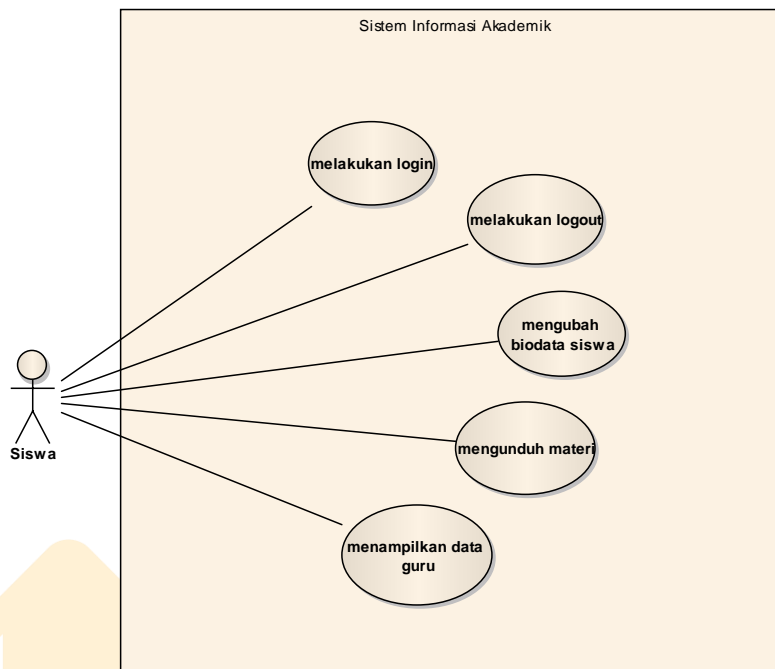 Sistem Informasi Akademik
melakukan login
melakukan logout
mengubah
biodata siswa
mengunduh materi
Siswa
menampilkan data
guru